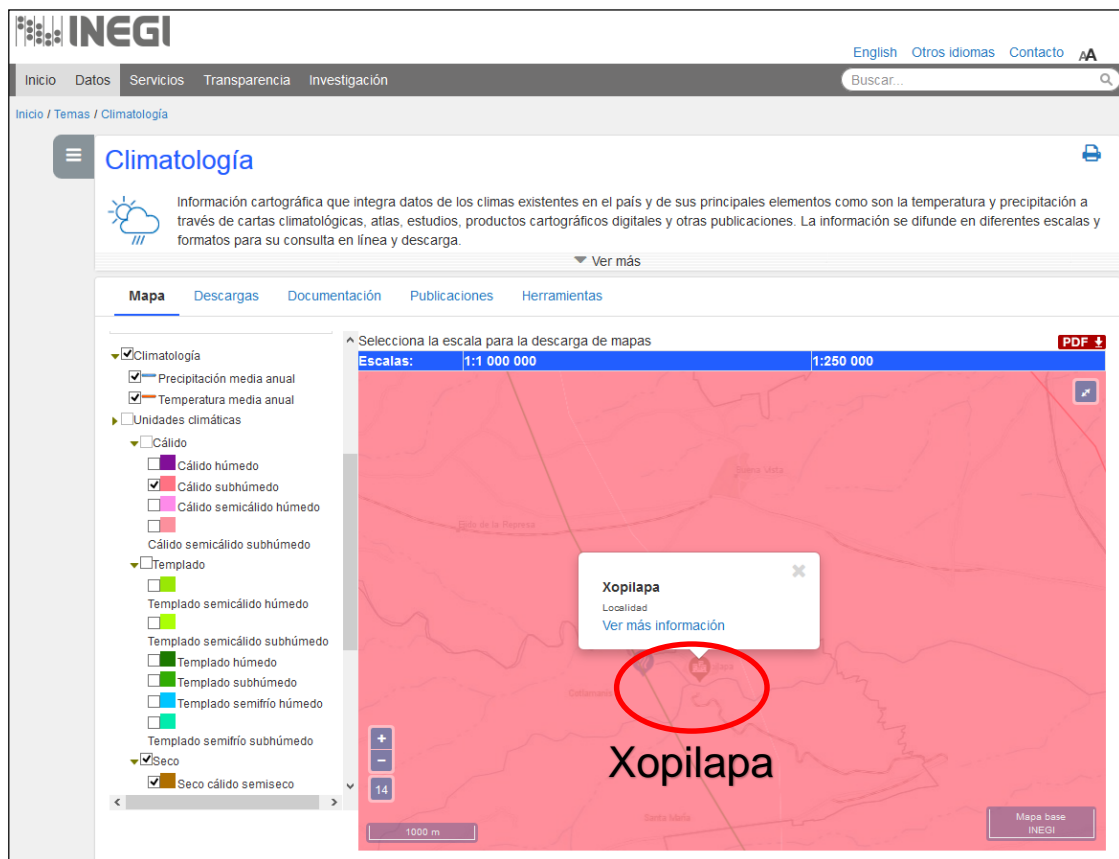 INEGI
English Otros idiomas Contacto AA
Inicio Datos Servicios Transparencia Investigación
Buscar...
Inicio / Temas / Climatología
Climatología
Información cartográfica que integra datos de los climas existentes en el país y de sus principales elementos como son la temperatura y precipitación a
través de cartas climatológicas, atlas, estudios, productos cartográficos digitales y otras publicaciones. La información se difunde en diferentes escalas y
formatos para su consulta en línea y descarga.
Ver más
Mapa Descargas Documentación Publicaciones Herramientas
Selecciona la escala para la descarga de mapas
PDF
Escalas: 1:1 000 000 1:250 000
Climatología
Precipitación media anual
Temperatura media anual
Unidades climáticas
Cálido
Cálido húmedo
Cálido subhúmedo
Cálido semicálido húmedo
Cálido semicálido subhúmedo
Templado
Templado semicálido húmedo
Templado semicálido subhúmedo
Templado húmedo
Templado subhúmedo
Templado semifrío húmedo
Templado semifrío subhúmedo
Seco
Seco cálido semiseco
Buena Vista
Xopilapa
Localidad
Ver más información
Xopilapa
+
−
14
Santa María
1000 m
Mapa base
INEGI